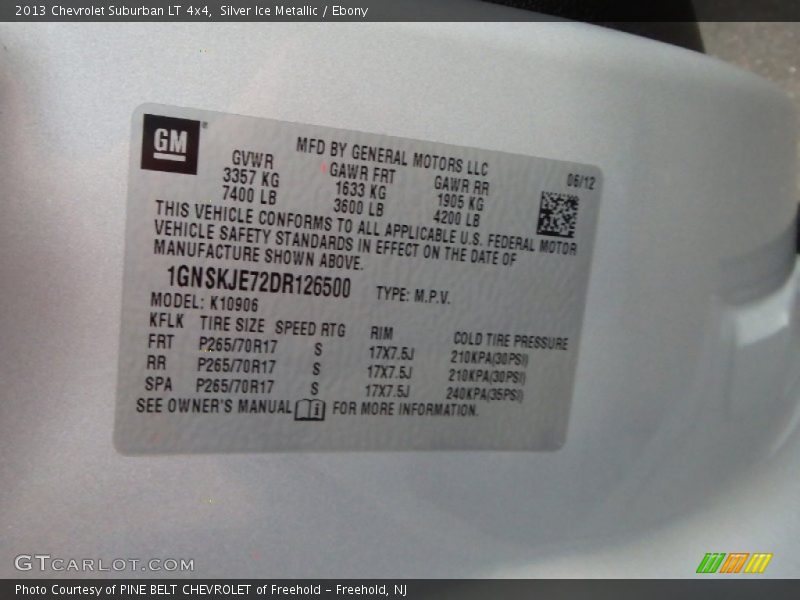 2013 Chevrolet Suburban LT 4x4, Silver Ice Metallic / Ebony
GM
MFD BY GENERAL MOTORS LLC
06/12
GVWR GAWR FRT GAWR RR
3357 KG 1633 KG 1905 KG
7400 LB 3600 LB 4200 LB
THIS VEHICLE CONFORMS TO ALL APPLICABLE U.S. FEDERAL MOTOR
VEHICLE SAFETY STANDARDS IN EFFECT ON THE DATE OF
MANUFACTURE SHOWN ABOVE.
1GNSKJE72DR126500 TYPE: M.P.V.
MODEL: K10906
KFLK TIRE SIZE SPEED RTG RIM COLD TIRE PRESSURE
FRT P265/70R17 S 17X7.5J 210KPA(30PSI)
RR P265/70R17 S 17X7.5J 210KPA(30PSI)
SPA P265/70R17 S 17X7.5J 240KPA(35PSI)
SEE OWNER'S MANUAL i FOR MORE INFORMATION.
GTCARLOT.COM
Photo Courtesy of PINE BELT CHEVROLET of Freehold - Freehold, NJ